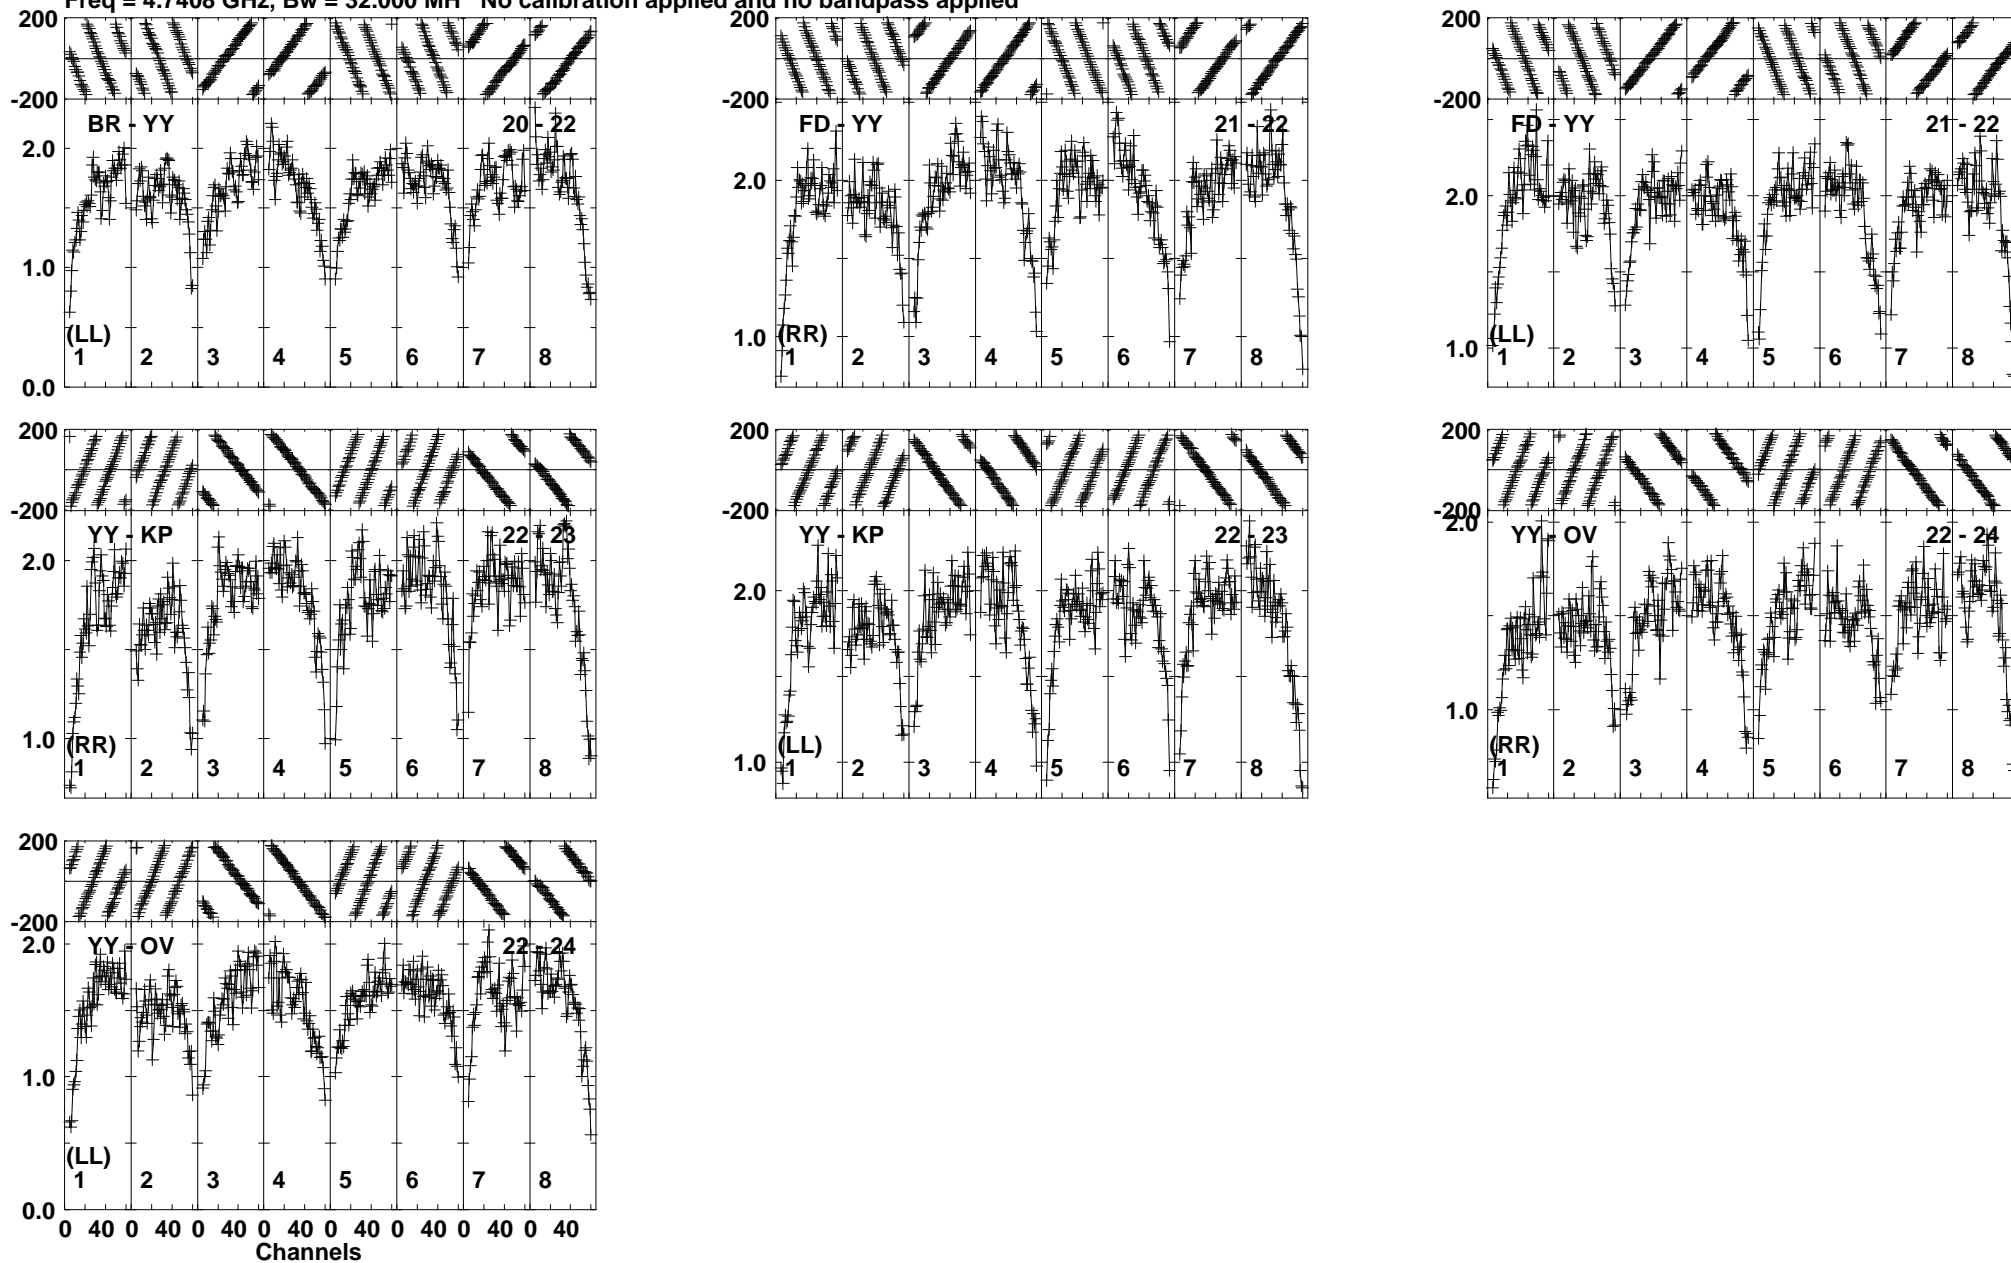 Freq = 4.7408 GHz, Bw = 32.000 MH No calibration applied and no bandpass applied
200
-200
BR - YY 20 - 22
2.0
1.0
0.0
(LL)
1 2 3 4 5 6 7 8
200
-200
FD - YY 21 - 22
2.0
1.0
(RR)
1 2 3 4 5 6 7 8
200
-200
FD - YY 21 - 22
2.0
1.0
(LL)
1 2 3 4 5 6 7 8
200
-200
YY - KP 22 - 23
2.0
1.0
(RR)
1 2 3 4 5 6 7 8
200
-200
YY - KP 22 - 23
2.0
1.0
(LL)
1 2 3 4 5 6 7 8
200
-200
2.0
YY - OV 22 - 24
1.0
(RR)
1 2 3 4 5 6 7 8
200
-200
YY - OV 22 - 24
2.0
1.0
0.0
(LL)
1 2 3 4 5 6 7 8
0 40 0 40 0 40 0 40 0 40 0 40 0 40 0 40
Channels